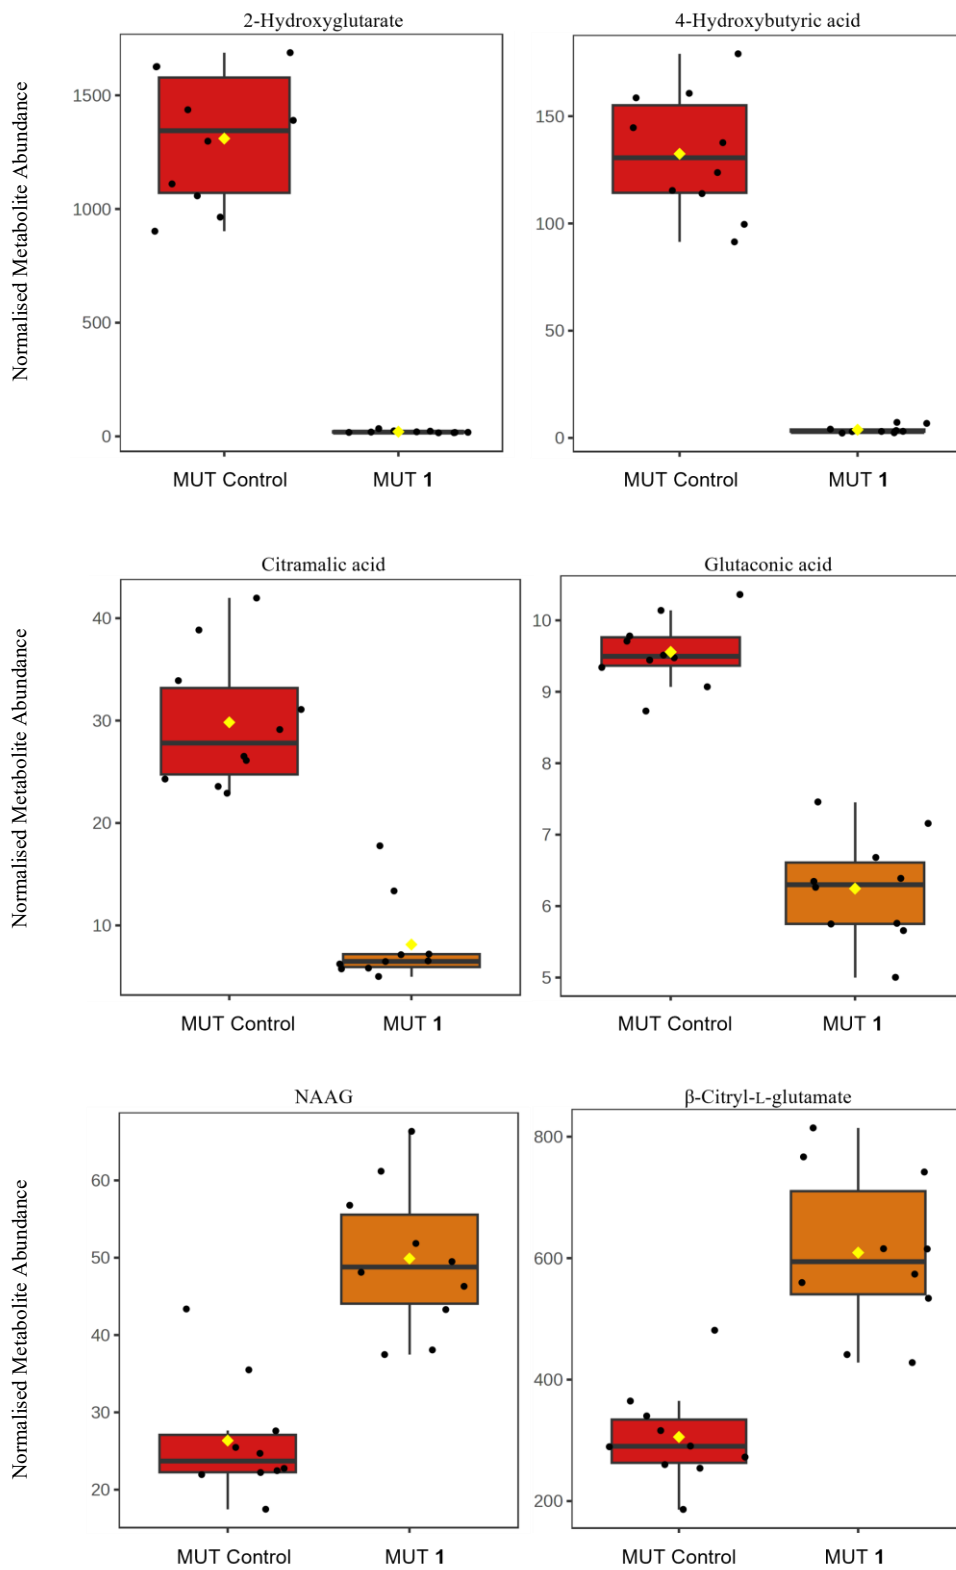 2-Hydroxyglutarate
4-Hydroxybutyric acid
Normalised Metabolite Abundance
1500
1000
500
0
150
100
50
0
MUT Control
MUT 1
MUT Control
MUT 1
Citramalic acid
Glutaconic acid
Normalised Metabolite Abundance
40
30
20
10
10
9
8
7
6
5
MUT Control
MUT 1
MUT Control
MUT 1
NAAG
β-Citryl-L-glutamate
Normalised Metabolite Abundance
60
50
40
30
20
800
600
400
200
MUT Control
MUT 1
MUT Control
MUT 1